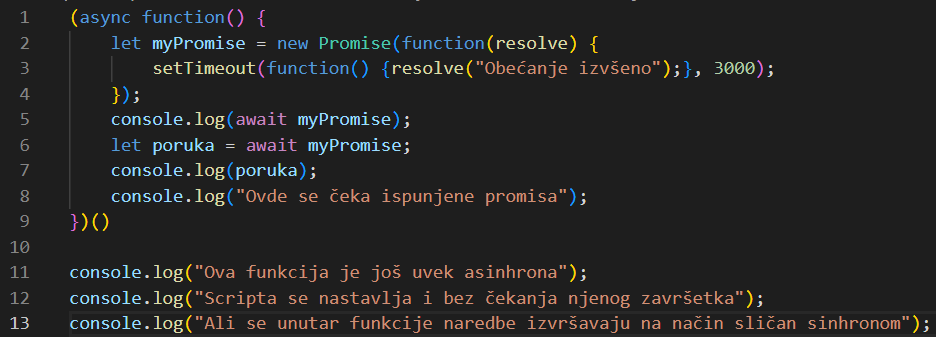 1 (async function() {
2 let myPromise = new Promise(function(resolve) {
3 setTimeout(function() {resolve("Obećanje izvšeno");}, 3000);
4 });
5 console.log(await myPromise);
6 let poruka = await myPromise;
7 console.log(poruka);
8 console.log("Ovde se čeka ispunjene promisa");
9 })()
10
11 console.log("Ova funkcija je još uvek asinhrona");
12 console.log("Scripta se nastavlja i bez čekanja njenog završetka");
13 console.log("Ali se unutar funkcije naredbe izvršavaju na način sličan sinhronom");